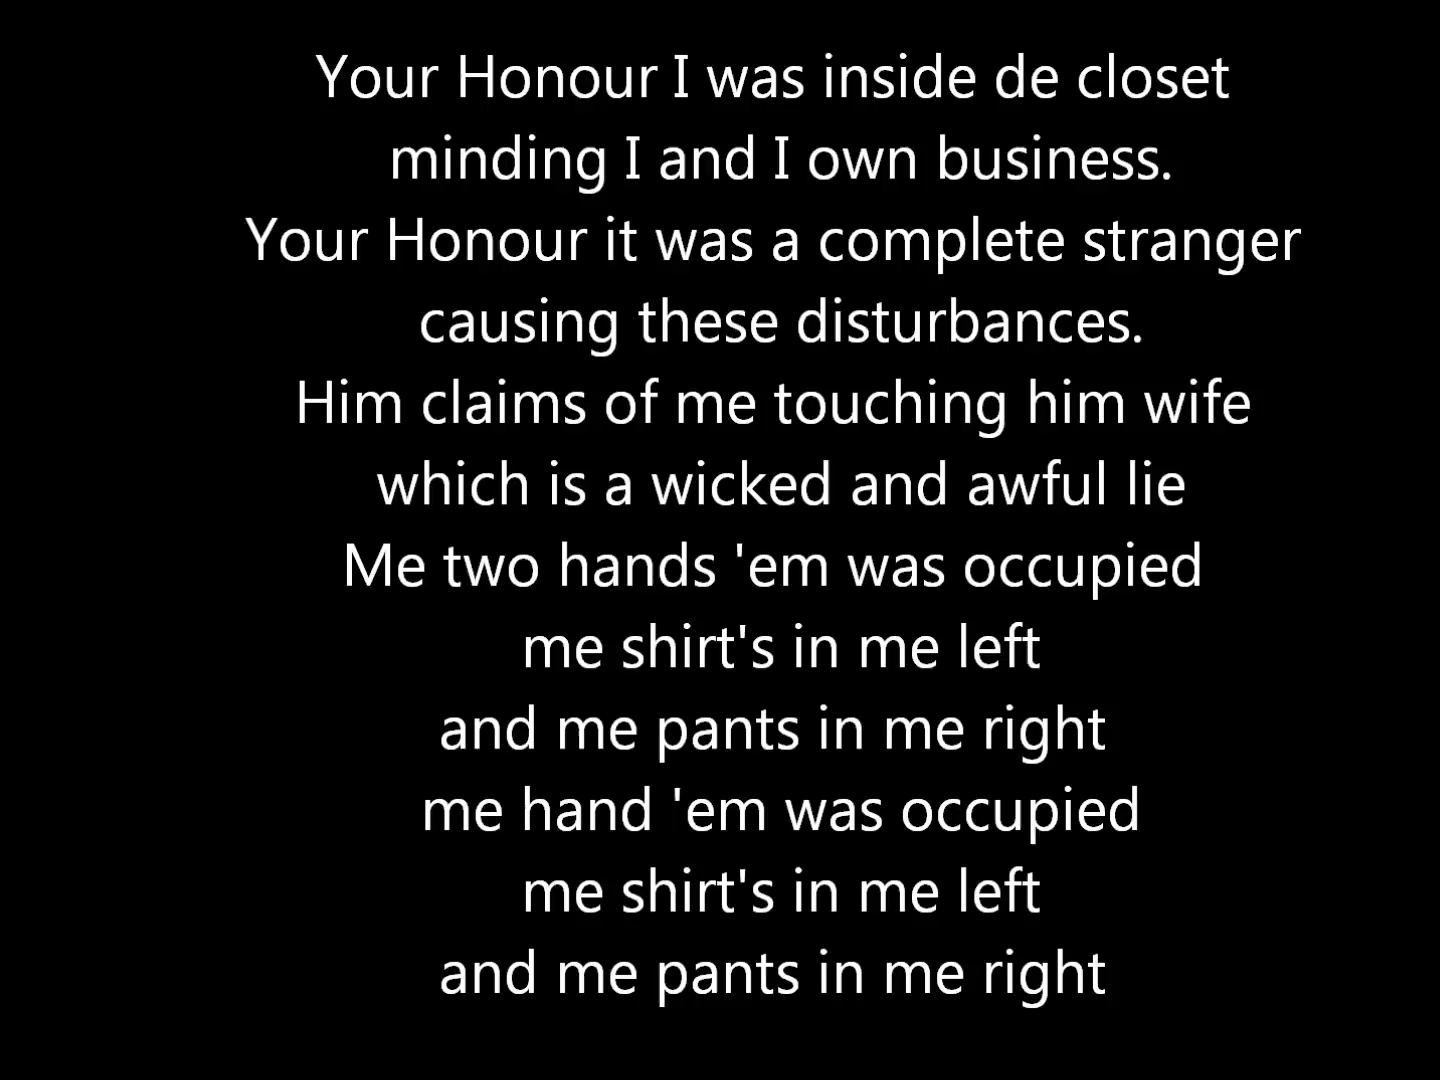 Your Honour I was inside de closet
minding I and I own business.
Your Honour it was a complete stranger
causing these disturbances.
Him claims of me touching him wife
which is a wicked and awful lie
Me two hands 'em was occupied
me shirt's in me left
and me pants in me right
me hand 'em was occupied
me shirt's in me left
and me pants in me right